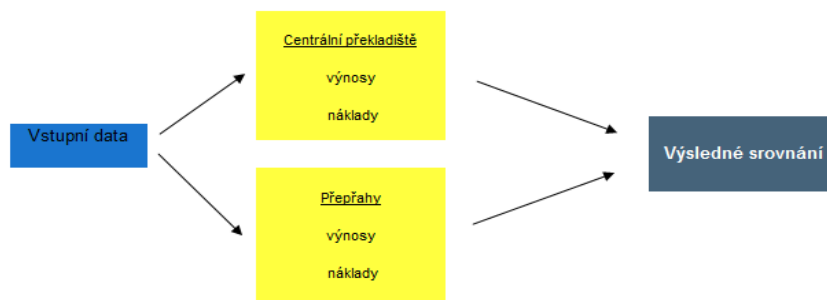 Centrální překladiště
výnosy
náklady
Vstupní data
Přepřahy
výnosy
náklady
Výsledné srovnání